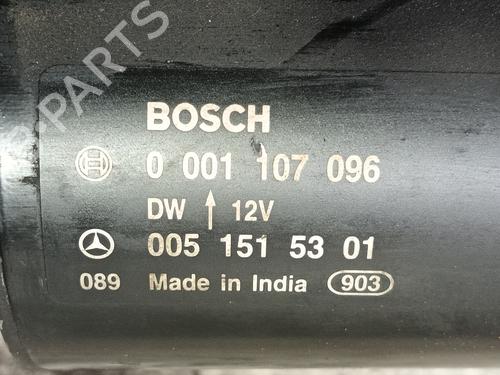 BOSCH
0 001 107 096
DW ↑ 12V
005 151 53 01
089 Made in India 903